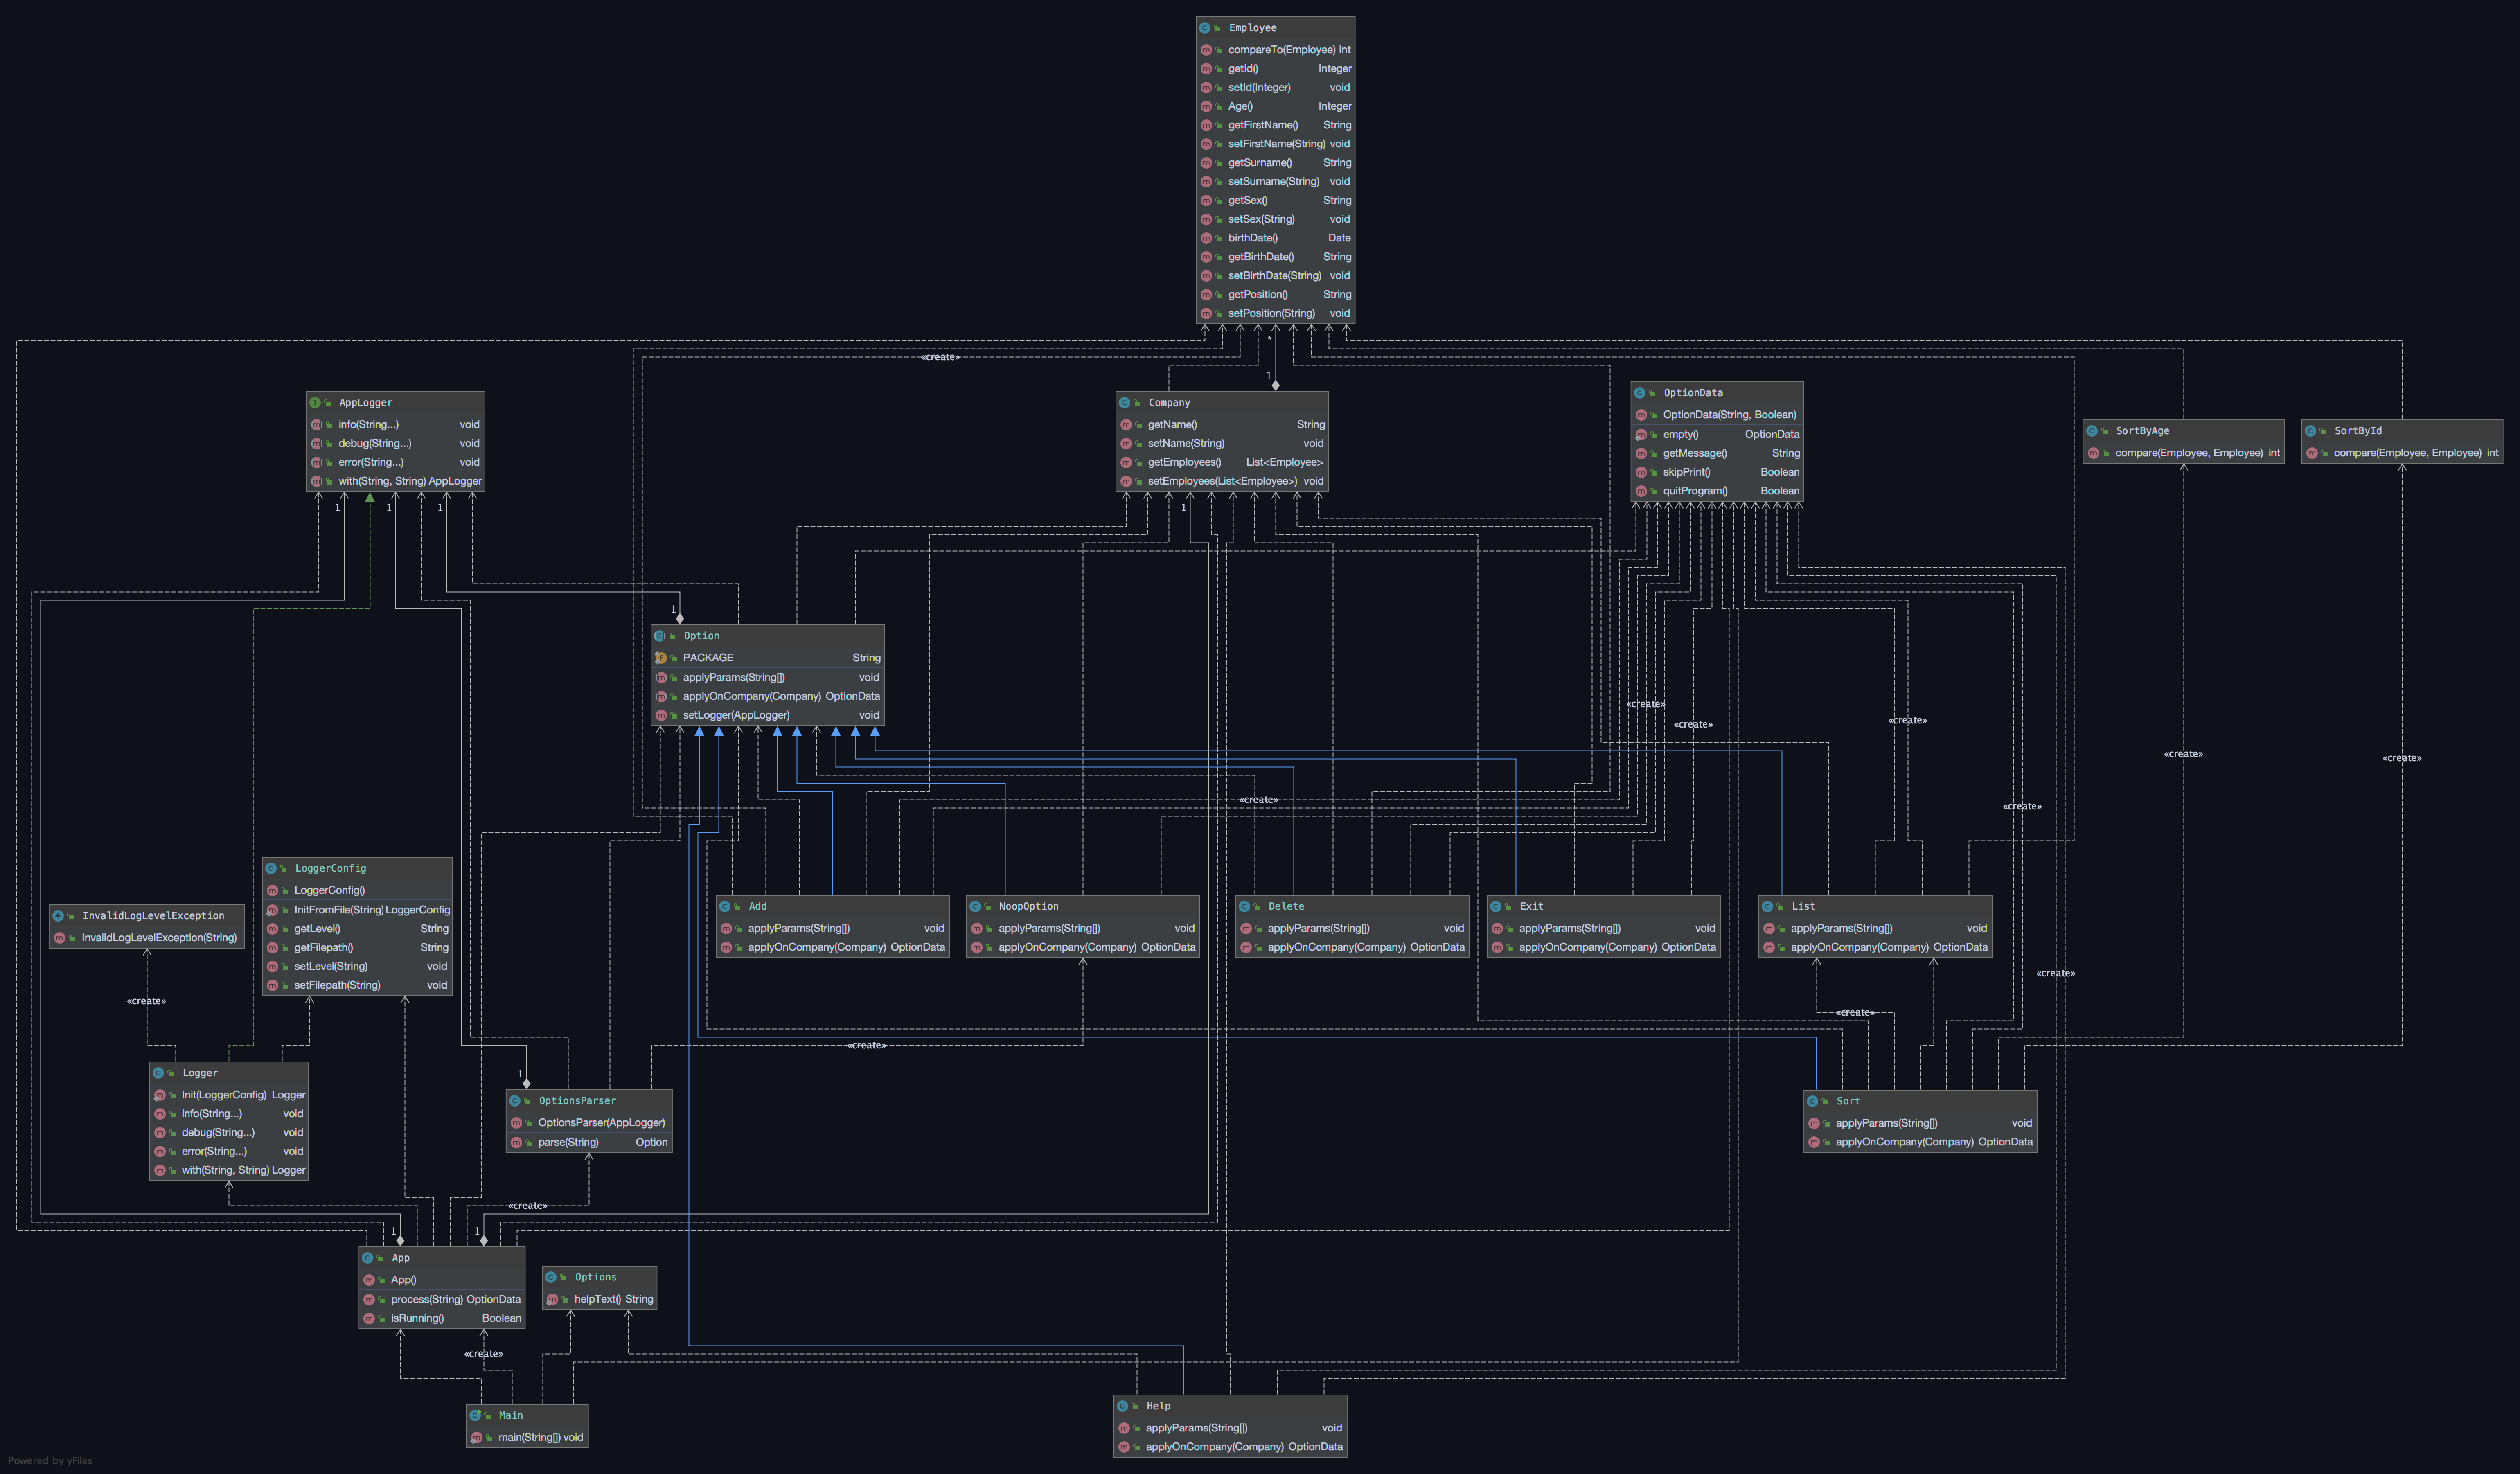 Employee
compareTo(Employee) int
getId() Integer
setId(Integer) void
Age() Integer
getFirstName() String
setFirstName(String) void
getSurname() String
setSurname(String) void
getSex() String
setSex(String) void
birthDate() Date
getBirthDate() String
setBirthDate(String) void
getPosition() String
setPosition(String) void
*
«create»
1
AppLogger
info(String...) void
debug(String...) void
error(String...) void
with(String, String) AppLogger
1
1
1
Company
getName() String
setName(String) void
getEmployees() List<Employee>
setEmployees(List<Employee>) void
1
OptionData
OptionData(String, Boolean)
empty() OptionData
getMessage() String
skipPrint() Boolean
quitProgram() Boolean
SortByAge
compare(Employee, Employee) int
SortById
compare(Employee, Employee) int
1
Option
PACKAGE String
applyParams(String[]) void
applyOnCompany(Company) OptionData
setLogger(AppLogger) void
«create»
«create»
«create»
«create»
«create»
«create»
«create»
LoggerConfig
LoggerConfig()
InitFromFile(String) LoggerConfig
getLevel() String
getFilepath() String
setLevel(String) void
setFilepath(String) void
InvalidLogLevelException
InvalidLogLevelException(String)
Add
applyParams(String[]) void
applyOnCompany(Company) OptionData
NoopOption
applyParams(String[]) void
applyOnCompany(Company) OptionData
Delete
applyParams(String[]) void
applyOnCompany(Company) OptionData
Exit
applyParams(String[]) void
applyOnCompany(Company) OptionData
List
applyParams(String[]) void
applyOnCompany(Company) OptionData
«create»
«create»
«create»
«create»
Logger
Init(LoggerConfig) Logger
info(String...) void
debug(String...) void
error(String...) void
with(String, String) Logger
1
OptionsParser
OptionsParser(AppLogger)
parse(String) Option
Sort
applyParams(String[]) void
applyOnCompany(Company) OptionData
«create»
1
1
App
App()
process(String) OptionData
isRunning() Boolean
Options
helpText() String
«create»
Main
main(String[]) void
Help
applyParams(String[]) void
applyOnCompany(Company) OptionData
Powered by yFiles